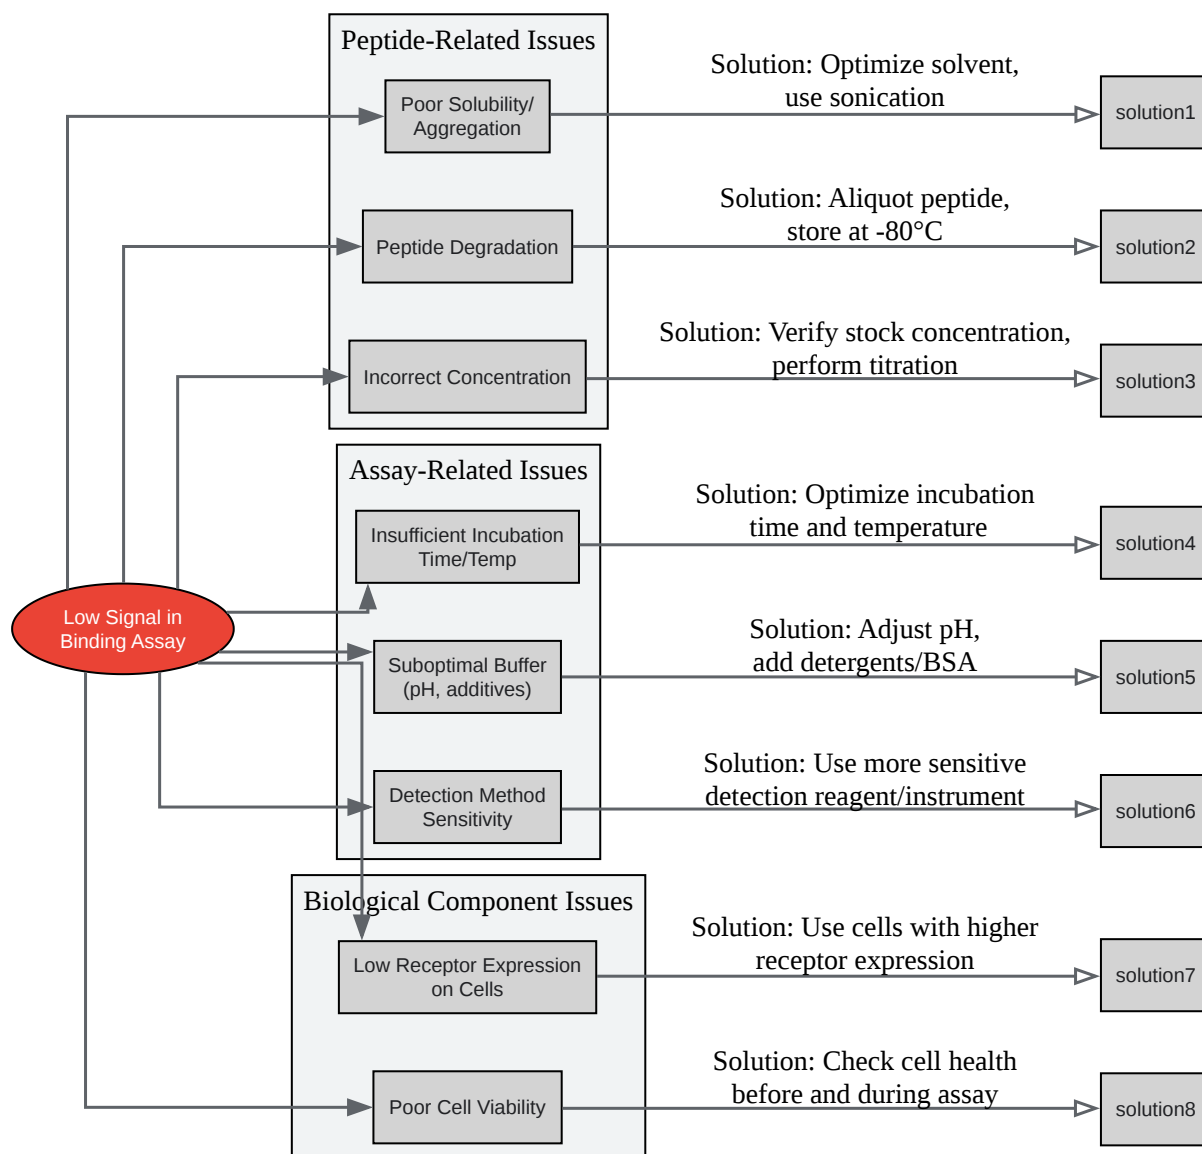 Peptide-Related Issues
Poor Solubility/
Aggregation
Solution: Optimize solvent,
use sonication
solution1
Peptide Degradation
Solution: Aliquot peptide,
store at -80°C
solution2
Incorrect Concentration
Solution: Verify stock concentration,
perform titration
solution3
Assay-Related Issues
Insufficient Incubation
Time/Temp
Solution: Optimize incubation
time and temperature
solution4
Low Signal in
Binding Assay
Suboptimal Buffer
(pH, additives)
Solution: Adjust pH,
add detergents/BSA
solution5
Detection Method
Sensitivity
Solution: Use more sensitive
detection reagent/instrument
solution6
Biological Component Issues
Low Receptor Expression
on Cells
Solution: Use cells with higher
receptor expression
solution7
Poor Cell Viability
Solution: Check cell health
before and during assay
solution8